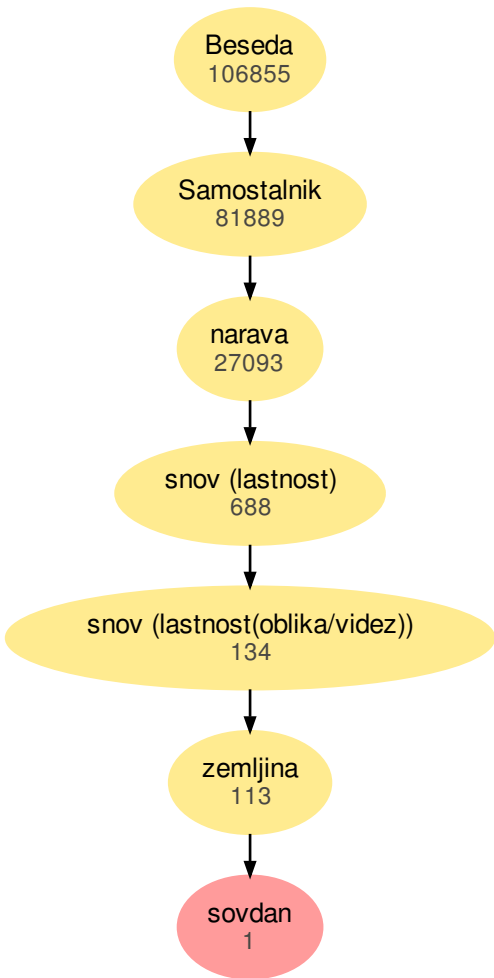 Beseda
106855
Samostalnik
81889
narava
27093
snov (lastnost)
688
snov (lastnost(oblika/videz))
134
zemljina
113
sovdan
1